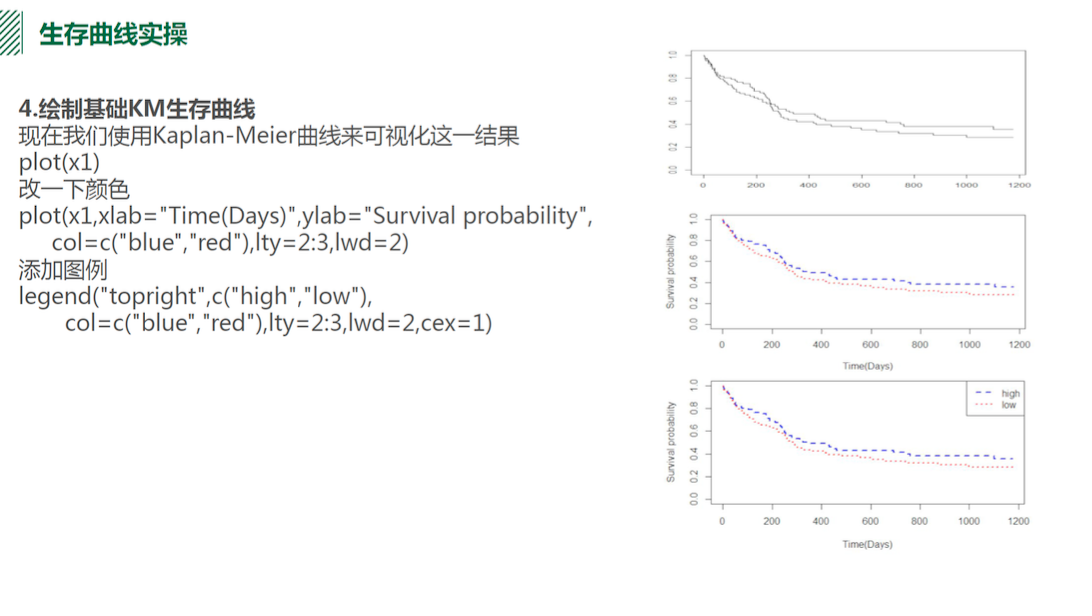 生存曲线实操
4.绘制基础KM生存曲线
现在我们使用Kaplan-Meier曲线来可视化这一结果
plot(x1)
改一下颜色
plot(x1,xlab="Time(Days)",ylab="Survival probability",
col=c("blue","red"),lty=2:3,lwd=2)
添加图例
legend("topright",c("high","low"),
col=c("blue","red"),lty=2:3,lwd=2,cex=1)
1.0
0.8
0.6
0.4
0.2
0.0
0 200 400 600 800 1000 1200
Survival probability
1.0
0.8
0.6
0.4
0.2
0.0
0 200 400 600 800 1000 1200
Time(Days)
Survival probability
1.0
0.8
0.6
0.4
0.2
0.0
high
low
0 200 400 600 800 1000 1200
Time(Days)